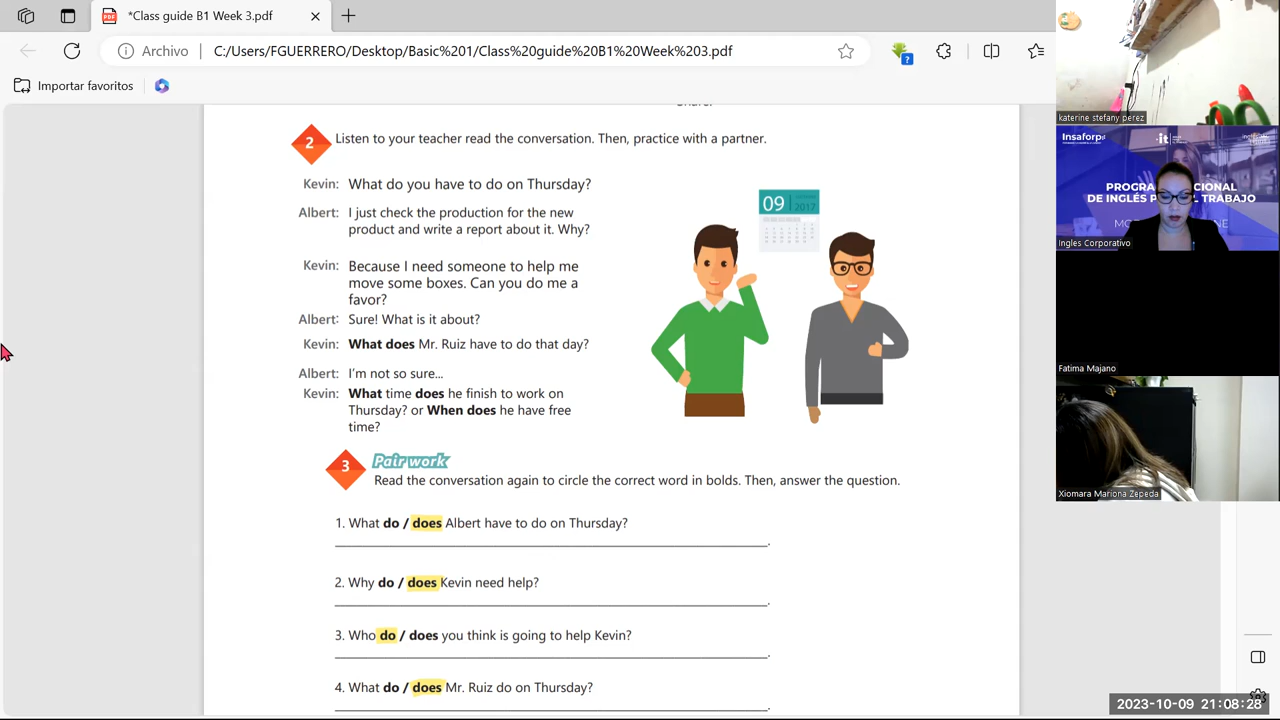 *Class guide B1 Week 3.pdf
Archivo
C:/Users/FGUERRERO/Desktop/Basic%201/Class%20guide%20B1%20Week%203.pdf
Importar favoritos
Share.
2
Listen to your teacher read the conversation. Then, practice with a partner.
Kevin: What do you have to do on Thursday?
Albert: I just check the production for the new
product and write a report about it. Why?
Kevin: Because I need someone to help me
move some boxes. Can you do me a
favor?
Albert: Sure! What is it about?
Kevin: What does Mr. Ruiz have to do that day?
Albert: I'm not so sure...
Kevin: What time does he finish to work on
Thursday? or When does he have free
time?
09
2017
3
Pair work
Read the conversation again to circle the correct word in bolds. Then, answer the question.
1. What do / does Albert have to do on Thursday?
2. Why do / does Kevin need help?
3. Who do / does you think is going to help Kevin?
4. What do / does Mr. Ruiz do on Thursday?
katerine stefany perez
Insaforp
Ingles Corporativo
Fatima Majano
Xiomara Mariona Zepeda
2023-10-09 21:08:28